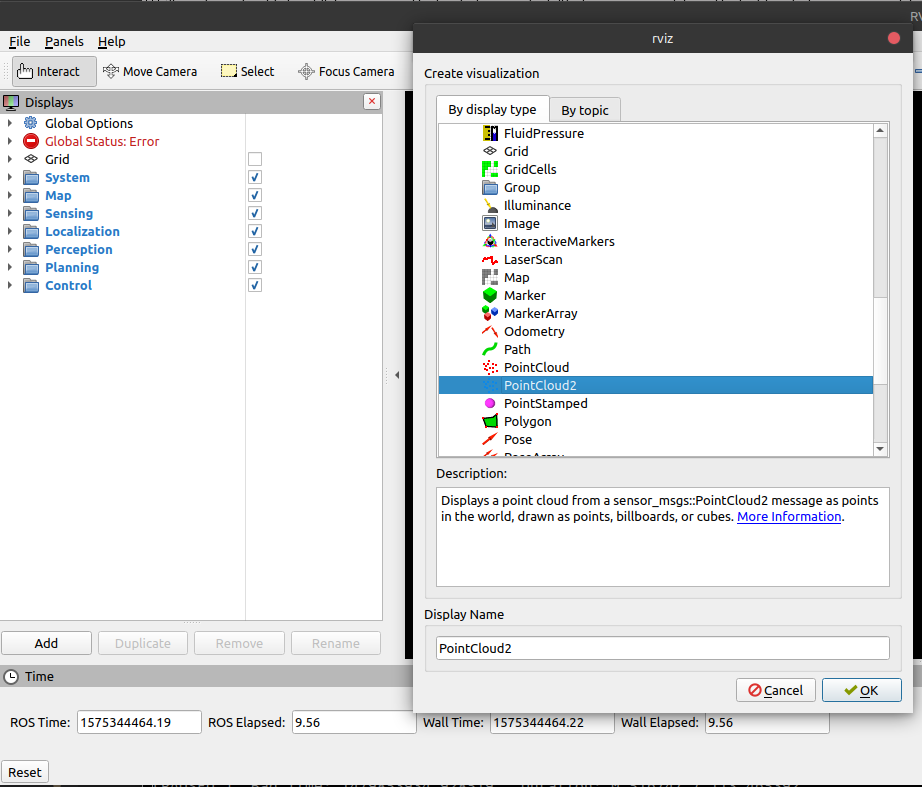 RV
rviz
File Panels Help
Interact Move Camera Select Focus Camera
Displays
Global Options
Global Status: Error
Grid
System
Map
Sensing
Localization
Perception
Planning
Control
Add Duplicate Remove Rename
Create visualization
By display type By topic
FluidPressure
Grid
GridCells
Group
Illuminance
Image
InteractiveMarkers
LaserScan
Map
Marker
MarkerArray
Odometry
Path
PointCloud
PointCloud2
PointStamped
Polygon
Pose
PoseArray
Description:
Displays a point cloud from a sensor_msgs::PointCloud2 message as points
in the world, drawn as points, billboards, or cubes. More Information.
Display Name
PointCloud2
Cancel OK
Time
ROS Time: 1575344464.19 ROS Elapsed: 9.56 Wall Time: 1575344464.22 Wall Elapsed: 9.56
Reset